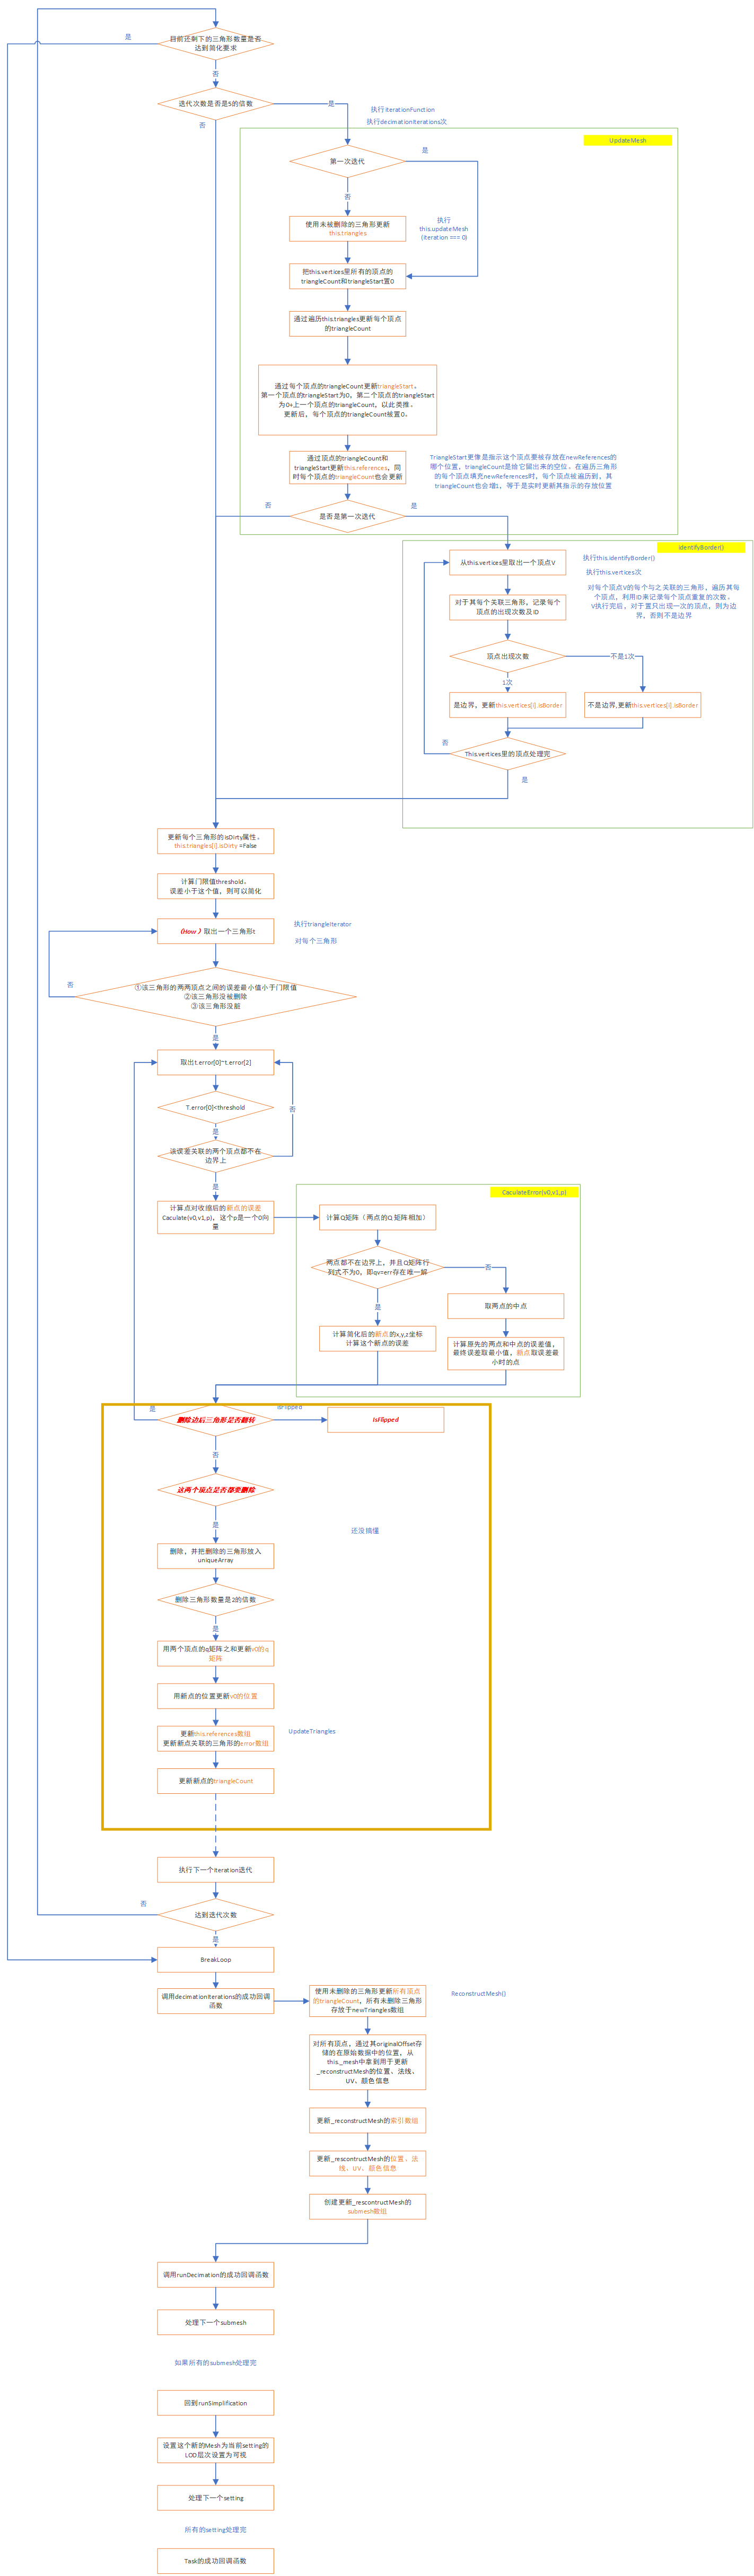 是
目前还剩下的三角形数量是否
达到简化要求
否
迭代次数是否是5的倍数
是
否
执行iterationFunction
执行decimationIterations次
UpdateMesh
第一次迭代
是
否
使用未被删除的三角形更新
this.triangles
执行
this.updateMesh
(iteration === 0)
把this.vertices里所有的顶点的
triangleCount和triangleStart置0
通过遍历this.triangles更新每个顶点
的triangleCount
通过每个顶点的triangleCount更新triangleStart。
第一个顶点的triangleStart为0，第二个顶点的triangleStart
为0+上一个顶点的triangleCount，以此类推。
更新后，每个顶点的triangleCount被置0。
通过顶点的triangleCount和
triangleStart更新this.references，同
时每个顶点的triangleCount也会更新
TriangleStart更像是指示这个顶点要被存放在newReferences的
哪个位置，triangleCount是给它留出来的空位。在遍历三角形
的每个顶点填充newReferences时，每个顶点被遍历到，其
triangleCount也会增1，等于是实时更新其指示的存放位置
否
是否是第一次迭代
是
identifyBorder()
从this.vertices里取出一个顶点V
执行this.identifyBorder()
执行this.vertices次
对每个顶点V的每个与之关联的三角形，遍历其每
个顶点，利用ID来记录每个顶点重复的次数。
V执行完后，对于置只出现一次的顶点，则为边
界，否则不是边界
对于其每个关联三角形，记录每个
顶点的出现次数及ID
顶点出现次数
不是1次
1次
是边界，更新this.vertices[i].isBorder
不是边界,更新this.vertices[i].isBorder
否
This.vertices里的顶点处理完
是
更新每个三角形的isDirty属性。
this.triangles[i].isDirty =False
计算门限值threshold。
误差小于这个值，则可以简化
（How）取出一个三角形t
执行triangleIterator
对每个三角形
否
①该三角形的两两顶点之间的误差最小值小于门限值
②该三角形没被删除
③该三角形没脏
是
取出t.error[0]~t.error[2]
T.error[0]<threshold
否
是
该误差关联的两个顶点都不在
边界上
是
计算点对收缩后的新点的误差
Caculate(v0,v1,p)，这个p是一个0向
量
CaculateError(v0,v1,p)
计算Q矩阵（两点的Q 矩阵相加）
两点都不在边界上，并且Q矩阵行
列式不为0，即qv=err存在唯一解
否
是
取两点的中点
计算简化后的新点的x,y,z坐标
计算这个新点的误差
计算原先的两点和中点的误差值，
最终误差取最小值，新点取误差最
小时的点
是
删除边后三角形是否翻转
isFlipped
IsFlipped
否
这两个顶点是否都要删除
还没搞懂
是
删除，并把删除的三角形放入
uniqueArray
删除三角形数量是2的倍数
是
用两个顶点的q矩阵之和更新v0的q
矩阵
用新点的位置更新v0的位置
更新this.references数组
更新新点关联的三角形的error数组
UpdateTriangles
更新新点的triangleCount
执行下一个iteration迭代
否
达到迭代次数
是
BreakLoop
调用decimationIterations的成功回调
函数
使用未删除的三角形更新所有顶点
的triangleCount，所有未删除三角形
存放于newTriangles数组
ReconstructMesh()
对所有顶点，通过其originalOffset存
储的在原始数据中的位置，从
this._mesh中拿到用于更新
_reconstructMesh的位置、法线、
UV、颜色信息
更新_reconstructMesh的索引数组
更新_rescontructMesh的位置、法
线、UV、颜色信息
创建更新_rescontructMesh的
submesh数组
调用runDecimation的成功回调函数
处理下一个submesh
如果所有的submesh处理完
回到runSimplification
设置这个新的Mesh为当前setting的
LOD层次设置为可视
处理下一个setting
所有的setting处理完
Task的成功回调函数